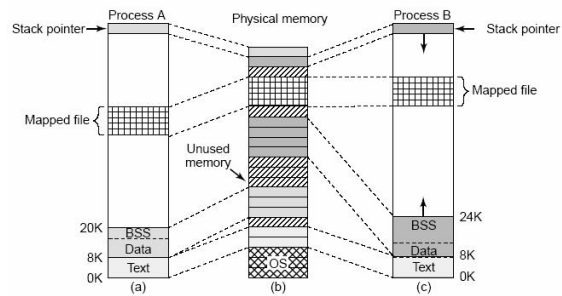 Process A
Physical memory
Process B
Stack pointer
Stack pointer
Mapped file
Mapped file
Unused
memory
20K
BSS
Data
8K
Text
0K
OS
24K
BSS
Data
8K
Text
0K
(a)
(b)
(c)